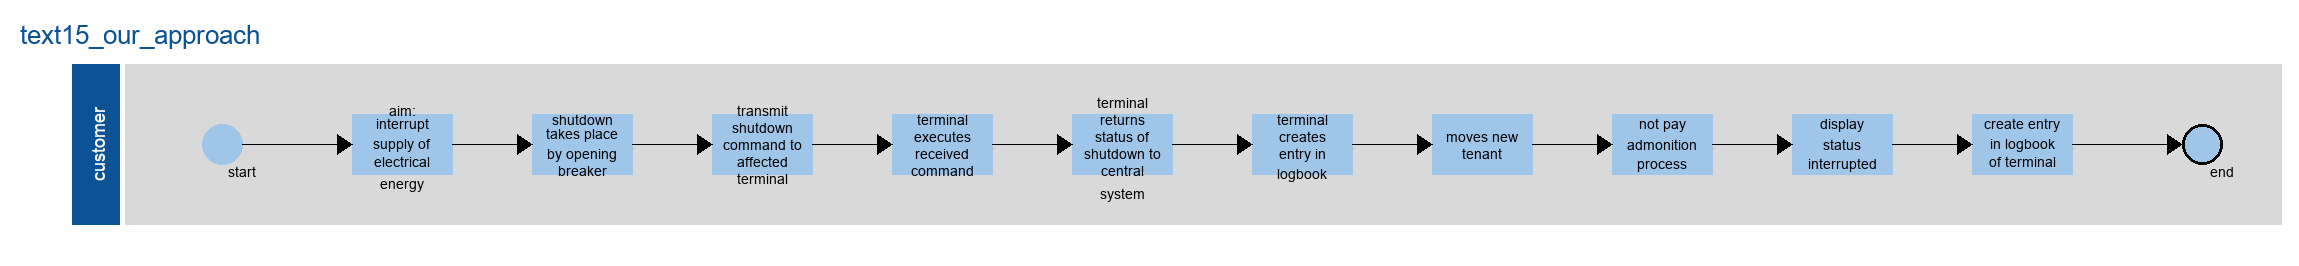 text15_our_approach
customer
start
aim:
interrupt
supply of
electrical
energy
shutdown
takes place
by opening
breaker
transmit
shutdown
command to
affected
terminal
terminal
executes
received
command
terminal
returns
status of
shutdown to
central
system
terminal
creates
entry in
logbook
moves new
tenant
not pay
admonition
process
display
status
interrupted
create entry
in logbook
of terminal
end